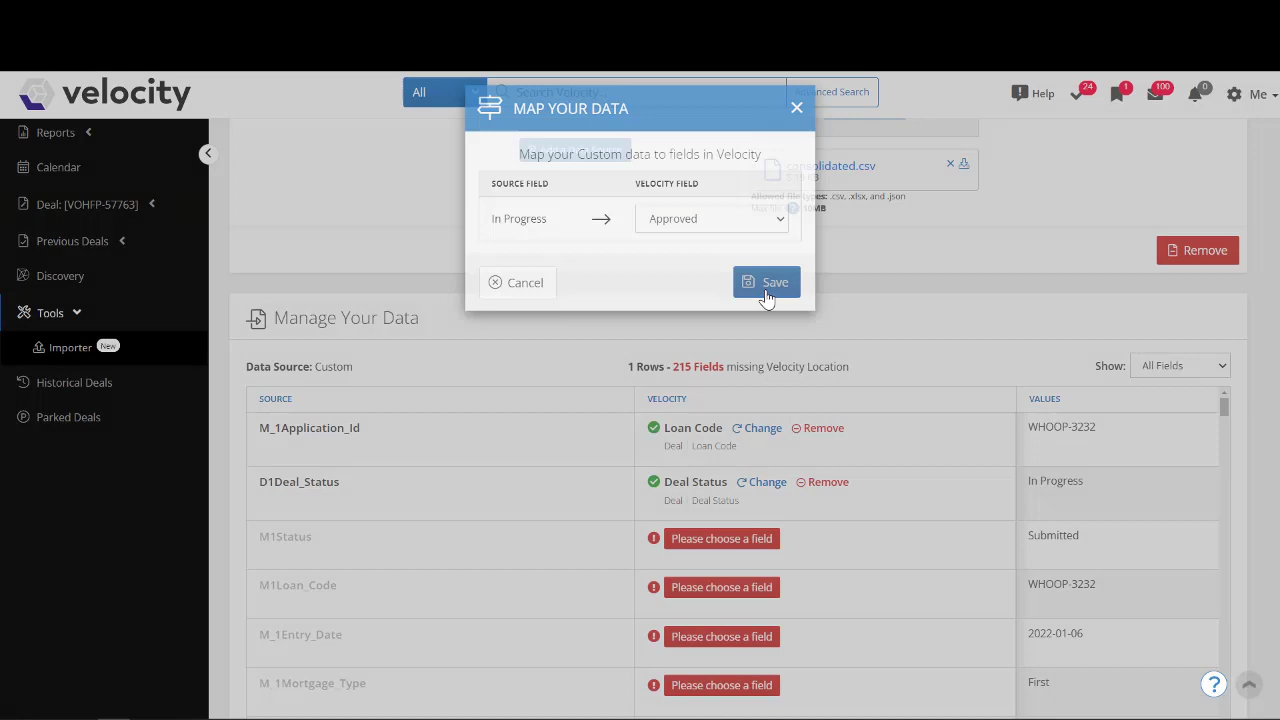 velocity
All
Search Velocity...
Advanced Search
Help
24
1
100
0
Me
Reports
Calendar
Deal: [VOHFP-57763]
Previous Deals
Discovery
Tools
Importer New
Historical Deals
Parked Deals
MAP YOUR DATA
Map your Custom data to fields in Velocity
SOURCE FIELD
VELOCITY FIELD
In Progress
Approved
Cancel
Save
consolidated.csv
Allowed file types: .csv, .xlsx, and .json
Remove
Manage Your Data
Data Source: Custom
1 Rows - 215 Fields missing Velocity Location
Show: All Fields
SOURCE VELOCITY VALUES
M_1Application_Id Loan Code Change Remove WHOOP-3232
Deal | Loan Code
D1Deal_Status Deal Status Change Remove In Progress
Deal | Deal Status
M1Status Please choose a field Submitted
M1Loan_Code Please choose a field WHOOP-3232
M_1Entry_Date Please choose a field 2022-01-06
M_1Mortgage_Type Please choose a field First
?